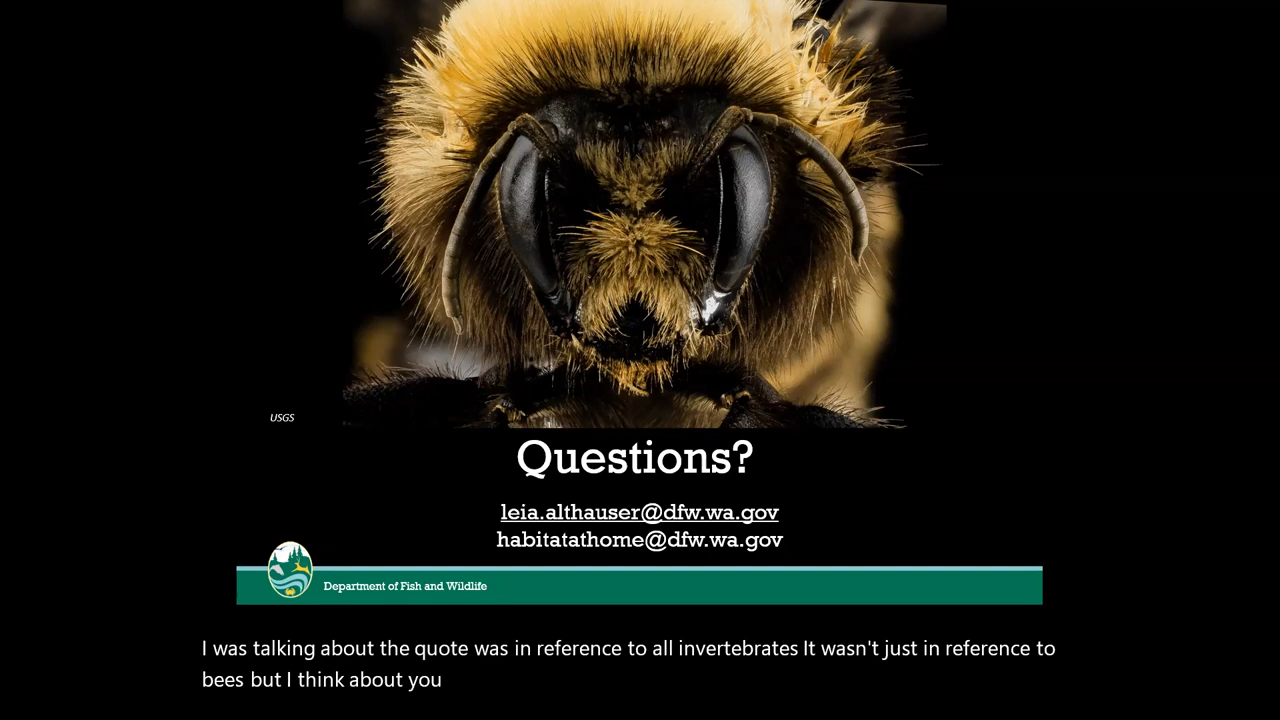 USGS
Questions?
leia.althauser@dfw.wa.gov
habitatathome@dfw.wa.gov
Department of Fish and Wildlife
I was talking about the quote was in reference to all invertebrates It wasn't just in reference to
bees but I think about you